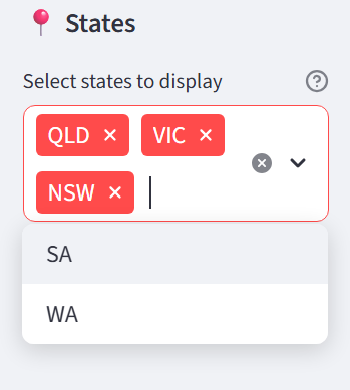 States
Select states to display
QLD × VIC ×
NSW ×
SA
WA